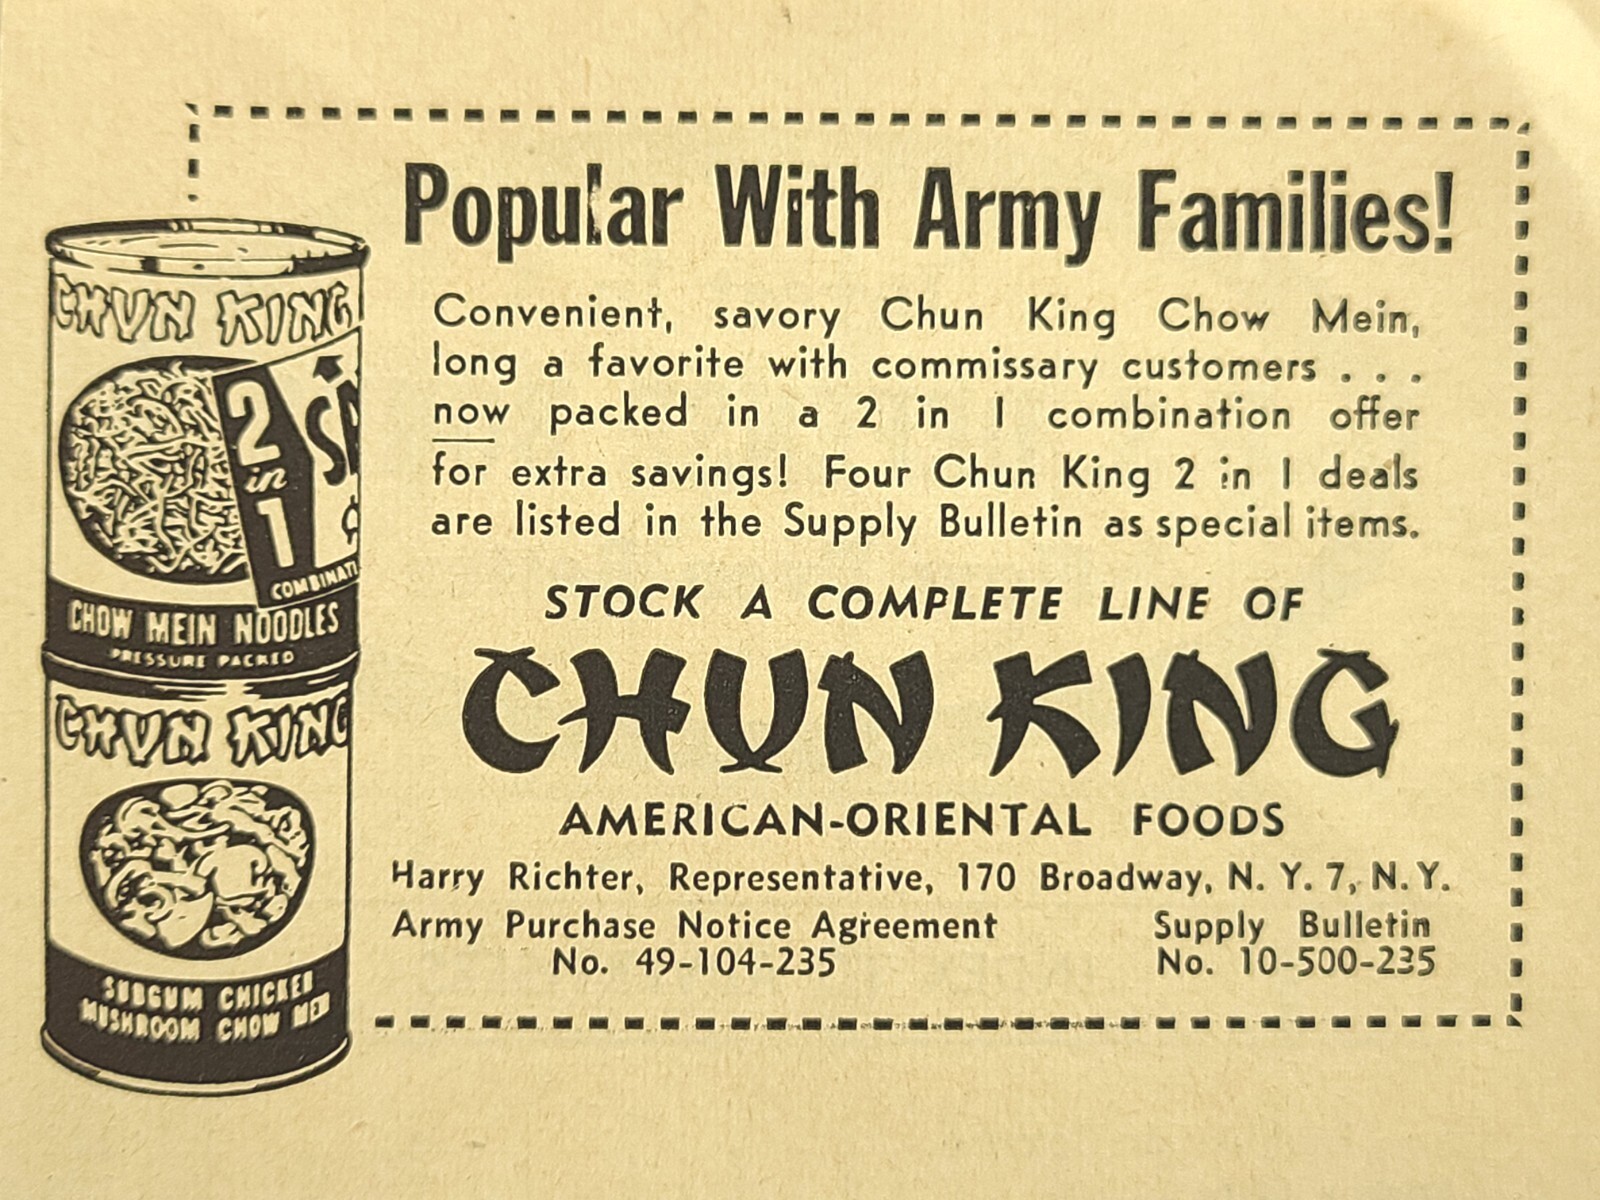 Popular With Army Families!
Convenient, savory Chun King Chow Mein,
long a favorite with commissary customers . . .
now packed in a 2 in 1 combination offer
for extra savings! Four Chun King 2 in 1 deals
are listed in the Supply Bulletin as special items.
STOCK A COMPLETE LINE OF
CHUN KING
AMERICAN-ORIENTAL FOODS
Harry Richter, Representative, 170 Broadway, N. Y. 7, N. Y.
Army Purchase Notice Agreement
No. 49-104-235
Supply Bulletin
No. 10-500-235
CHUN KING
2 in 1
¢
CHOW MEIN NOODLES
PRESSURE PACKED
CHUN KING
SUBGUM CHICKEN
MUSHROOM CHOW MEIN